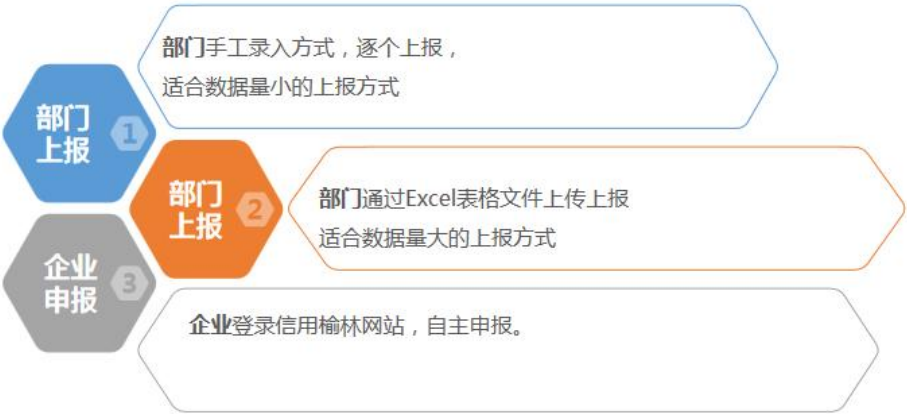 部门手工录入方式，逐个上报，
适合数据量小的上报方式
部门
上报
1
部门
上报
2
部门通过Excel表格文件上传上报
适合数据量大的上报方式
企业
申报
3
企业登录信用榆林网站，自主申报。